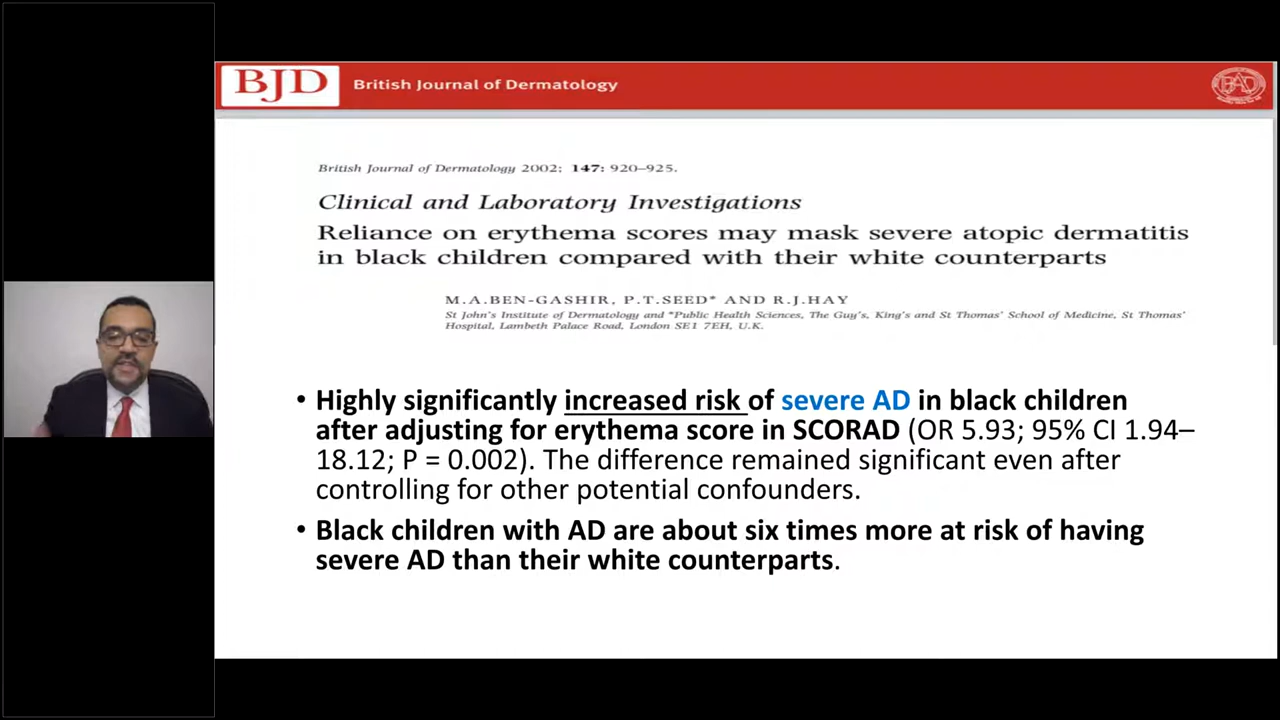 BJD British Journal of Dermatology
British Journal of Dermatology 2002; 147: 920–925.
Clinical and Laboratory Investigations
Reliance on erythema scores may mask severe atopic dermatitis
in black children compared with their white counterparts
M.A.BEN-GASHIR, P.T.SEED* AND R.J.HAY
St John's Institute of Dermatology and *Public Health Sciences, The Guy's, King's and St Thomas' School of Medicine, St Thomas'
Hospital, Lambeth Palace Road, London SE1 7EH, U.K.
• Highly significantly increased risk of severe AD in black children
after adjusting for erythema score in SCORAD (OR 5.93; 95% CI 1.94–
18.12; P = 0.002). The difference remained significant even after
controlling for other potential confounders.
• Black children with AD are about six times more at risk of having
severe AD than their white counterparts.